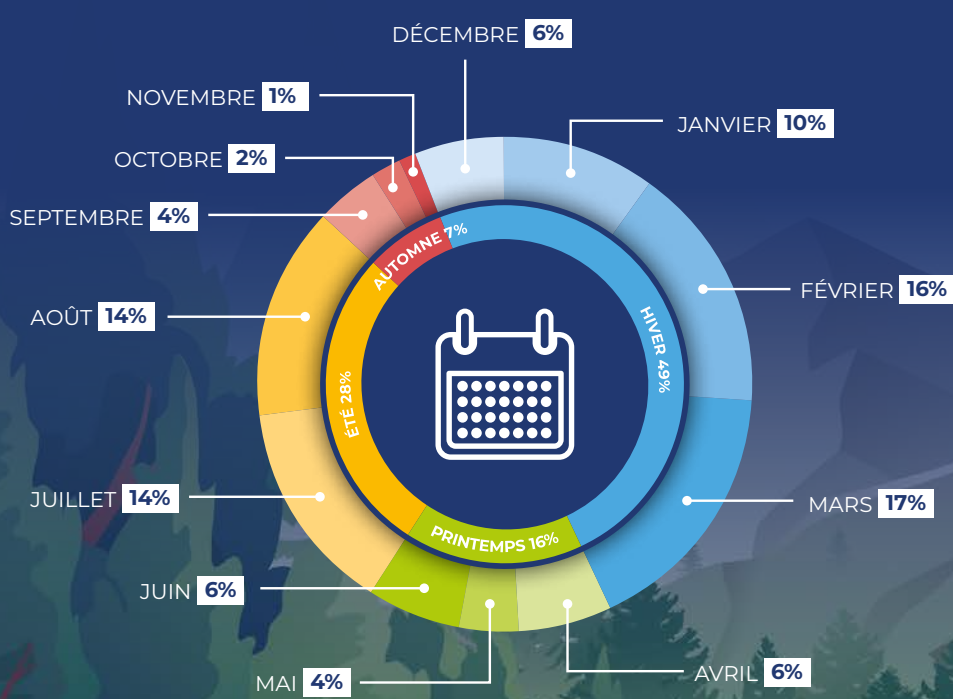 DÉCEMBRE 6%
NOVEMBRE 1%
JANVIER 10%
OCTOBRE 2%
SEPTEMBRE 4%
AUTOMNE 7%
FÉVRIER 16%
AOÛT 14%
HIVER 49%
ÉTÉ 28%
JUILLET 14%
MARS 17%
PRINTEMPS 16%
JUIN 6%
AVRIL 6%
MAI 4%